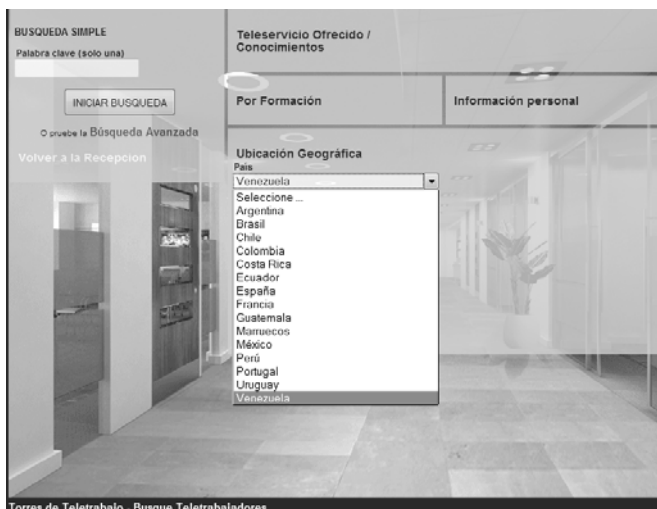 BUSQUEDA SIMPLE
Palabra clave (solo una)
INICIAR BUSQUEDA
O pruebe la Búsqueda Avanzada
Volver a la Recepcion
Teleservicio Ofrecido /
Conocimientos
Por Formación
Información personal
Ubicación Geográfica
País
Venezuela
Seleccione ...
Argentina
Brasil
Chile
Colombia
Costa Rica
Ecuador
España
Francia
Guatemala
Marruecos
México
Perú
Portugal
Uruguay
Venezuela
Torres de Teletrabajo - Busque Teletrabajadores